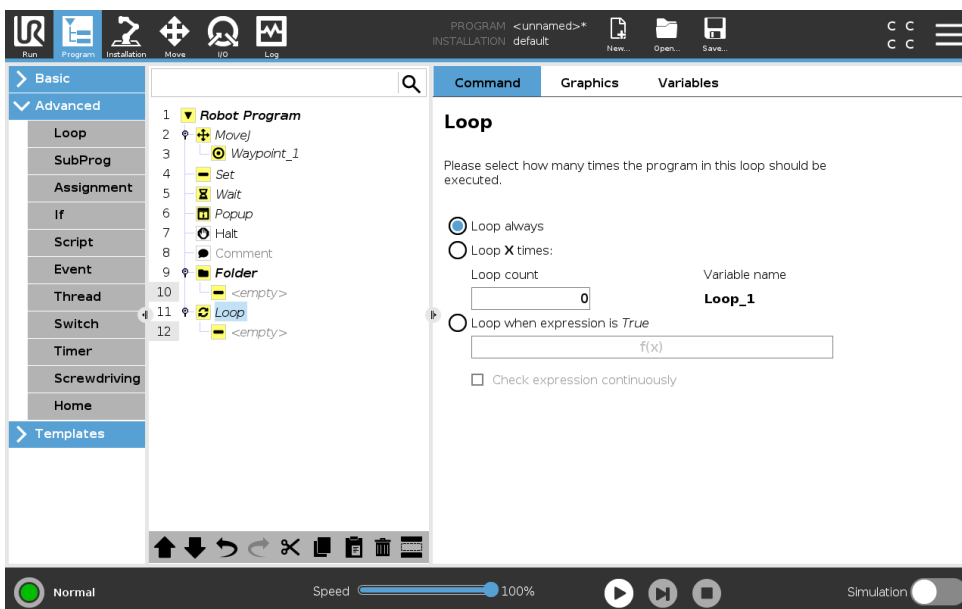 UR
PROGRAM <unnamed>*
INSTALLATION default
Run Program Installation Move I/O Log New... Open... Save...
C C
C C
Basic
Advanced
Loop
SubProg
Assignment
If
Script
Event
Thread
Switch
Timer
Screwdriving
Home
Templates
1 Robot Program
2 MoveJ
3 Waypoint_1
4 Set
5 Wait
6 Popup
7 Halt
8 Comment
9 Folder
10 <empty>
11 Loop
12 <empty>
Command Graphics Variables
Loop
Please select how many times the program in this loop should be
executed.
Loop always
Loop X times:
Loop count Variable name
0 Loop_1
Loop when expression is True
f(x)
Check expression continuously
Normal Speed 100% Simulation